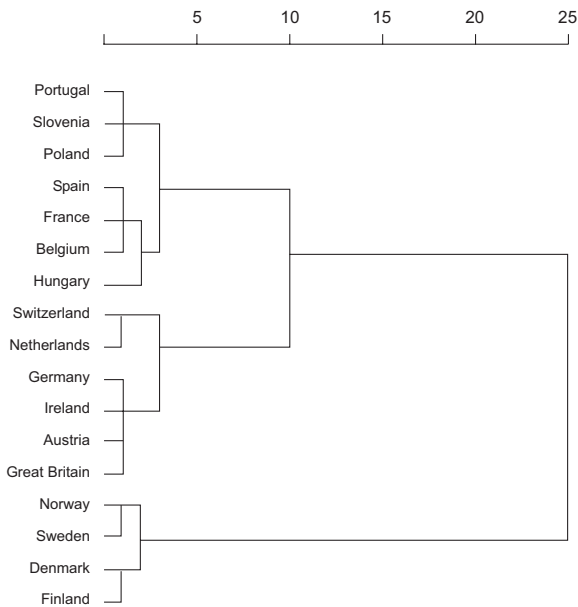 5 10 15 20 25
Portugal
Slovenia
Poland
Spain
France
Belgium
Hungary
Switzerland
Netherlands
Germany
Ireland
Austria
Great Britain
Norway
Sweden
Denmark
Finland